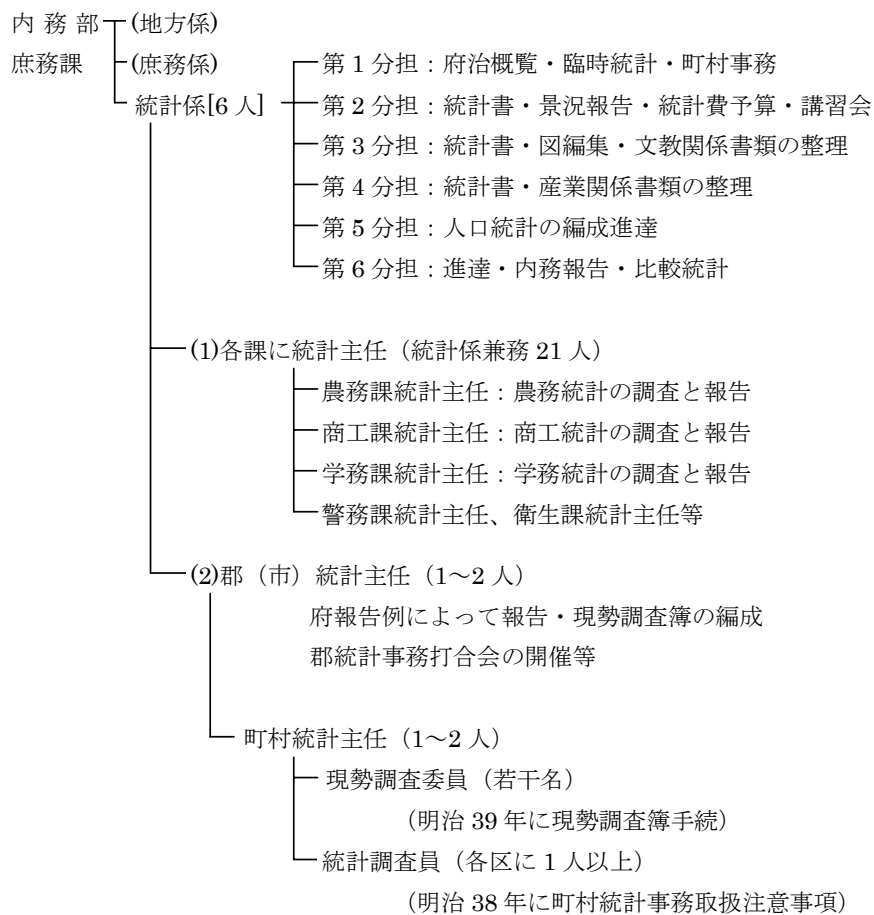 内 務 部 (地方係)
庶務課 (庶務係) 第 1 分担：府治概覧・臨時統計・町村事務
統計係[6 人] 第 2 分担：統計書・景況報告・統計費予算・講習会
第 3 分担：統計書・図編集・文教関係書類の整理
第 4 分担：統計書・産業関係書類の整理
第 5 分担：人口統計の編成進達
第 6 分担：進達・内務報告・比較統計
(1)各課に統計主任（統計係兼務 21 人）
農務課統計主任：農務統計の調査と報告
商工課統計主任：商工統計の調査と報告
学務課統計主任：学務統計の調査と報告
警務課統計主任、衛生課統計主任等
(2)郡（市）統計主任（1～2 人）
府報告例によって報告・現勢調査簿の編成
郡統計事務打合会の開催等
町村統計主任（1～2 人）
現勢調査委員（若干名）
（明治 39 年に現勢調査簿手続）
統計調査員（各区に 1 人以上）
（明治 38 年に町村統計事務取扱注意事項）